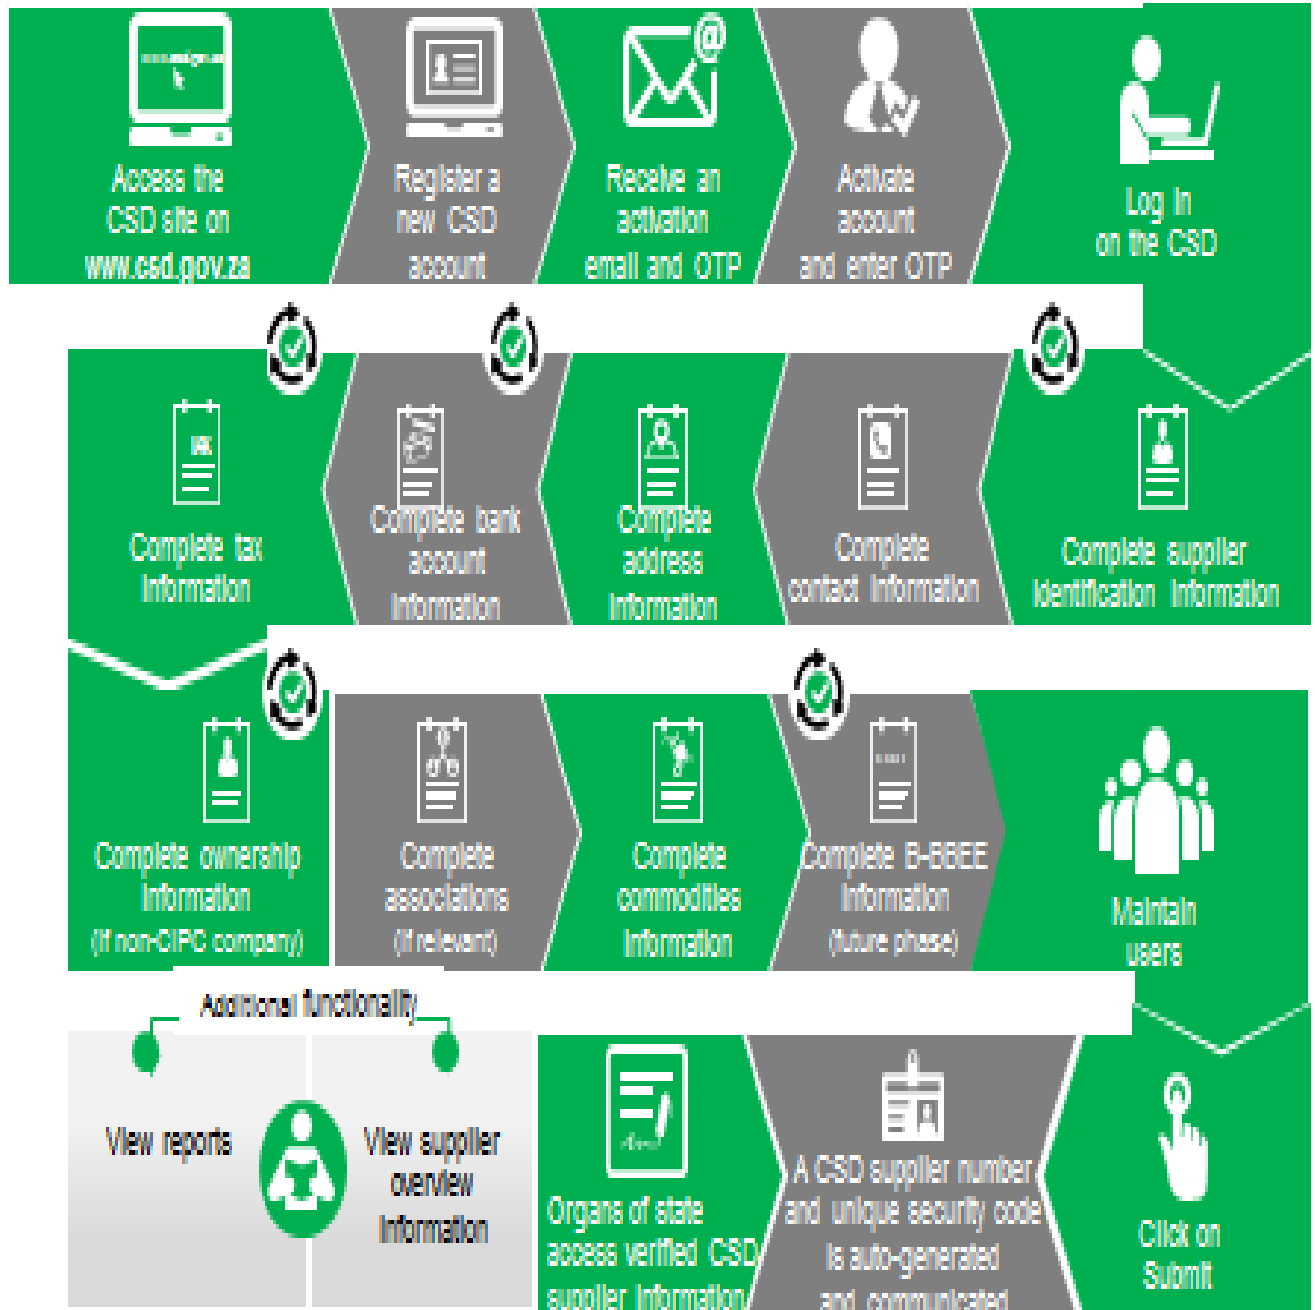 Access the
CSD site on
www.csd.gov.za
Register a
new CSD
account
Receive an
activation
email and OTP
Activate
account
and enter OTP
Log in
on the CSD
Complete supplier
identification information
Complete
contact information
Complete
address
information
Complete bank
account
information
Complete tax
information
Complete ownership
information
(if non-CIPC company)
Complete
associations
(if relevant)
Complete
commodities
information
Complete B-BBEE
information
(future phase)
Maintain
users
Click on
Submit
A CSD supplier number
and unique security code
is auto-generated
and communicated
Organs of state
access verified CSD
supplier information
Additional functionality
View reports
View supplier
overview
information